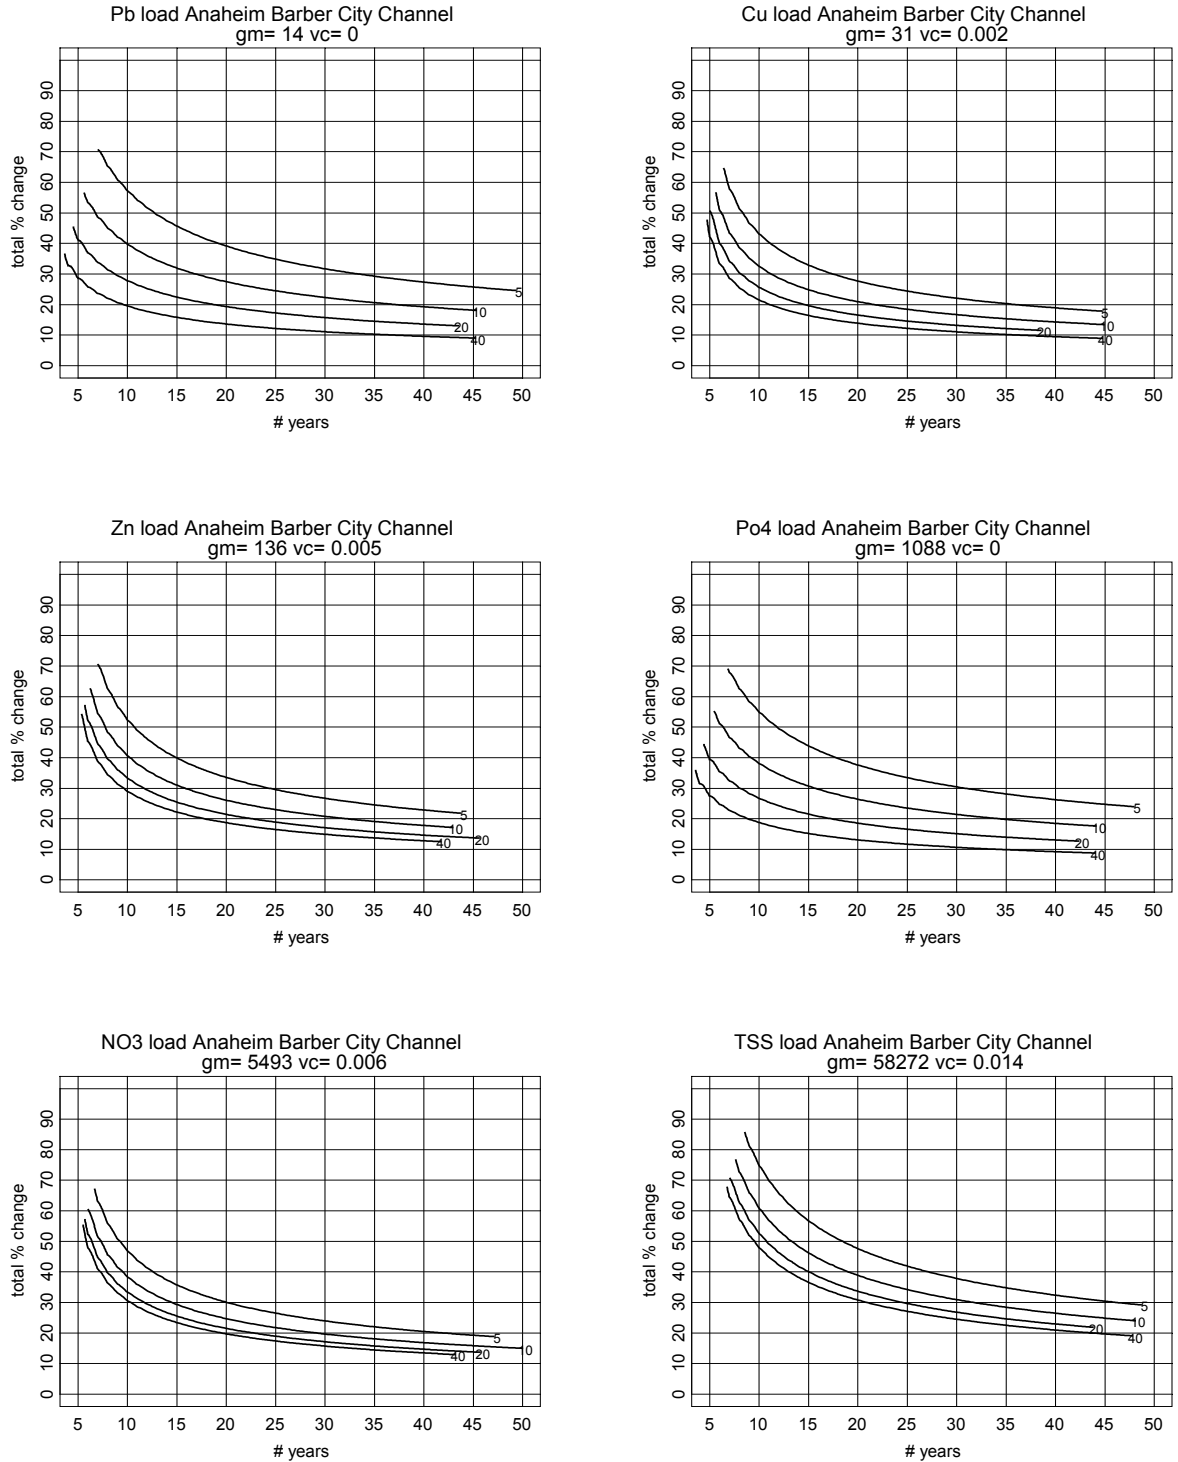 Pb load Anaheim Barber City Channel
gm= 14 vc= 0
total % change
0 10 20 30 40 50 60 70 80 90
5
10
20
40
5 10 15 20 25 30 35 40 45 50
# years
Cu load Anaheim Barber City Channel
gm= 31 vc= 0.002
total % change
0 10 20 30 40 50 60 70 80 90
5
10
20
40
5 10 15 20 25 30 35 40 45 50
# years
Zn load Anaheim Barber City Channel
gm= 136 vc= 0.005
total % change
0 10 20 30 40 50 60 70 80 90
5
10
20
40
5 10 15 20 25 30 35 40 45 50
# years
Po4 load Anaheim Barber City Channel
gm= 1088 vc= 0
total % change
0 10 20 30 40 50 60 70 80 90
5
10
20
40
5 10 15 20 25 30 35 40 45 50
# years
NO3 load Anaheim Barber City Channel
gm= 5493 vc= 0.006
total % change
0 10 20 30 40 50 60 70 80 90
5
10
20
40
5 10 15 20 25 30 35 40 45 50
# years
TSS load Anaheim Barber City Channel
gm= 58272 vc= 0.014
total % change
0 10 20 30 40 50 60 70 80 90
5
10
20
40
5 10 15 20 25 30 35 40 45 50
# years